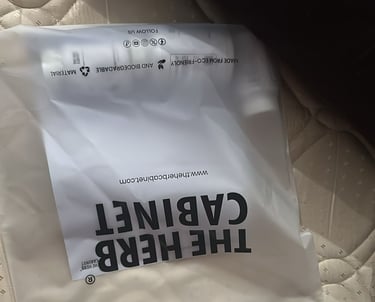 ®
THE HERB
CABINET
www.theherbcabinet.com
MADE FROM ECO-FRIENDLY AND BIODEGRADABLE MATERIAL
FOLLOW US